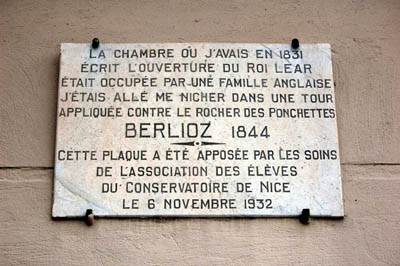 LA CHAMBRE OÙ J'AVAIS EN 1831
ÉCRIT L'OUVERTURE DU ROI LEAR
ÉTAIT OCCUPÉE PAR UNE FAMILLE ANGLAISE
J'ÉTAIS ALLÉ ME NICHER DANS UNE TOUR
APPLIQUÉE CONTRE LE ROCHER DES PONCHETTES
BERLIOZ 1844
CETTE PLAQUE A ÉTÉ APPOSÉE PAR LES SOINS
DE L'ASSOCIATION DES ÉLÈVES
DU CONSERVATOIRE DE NICE
LE 6 NOVEMBRE 1932